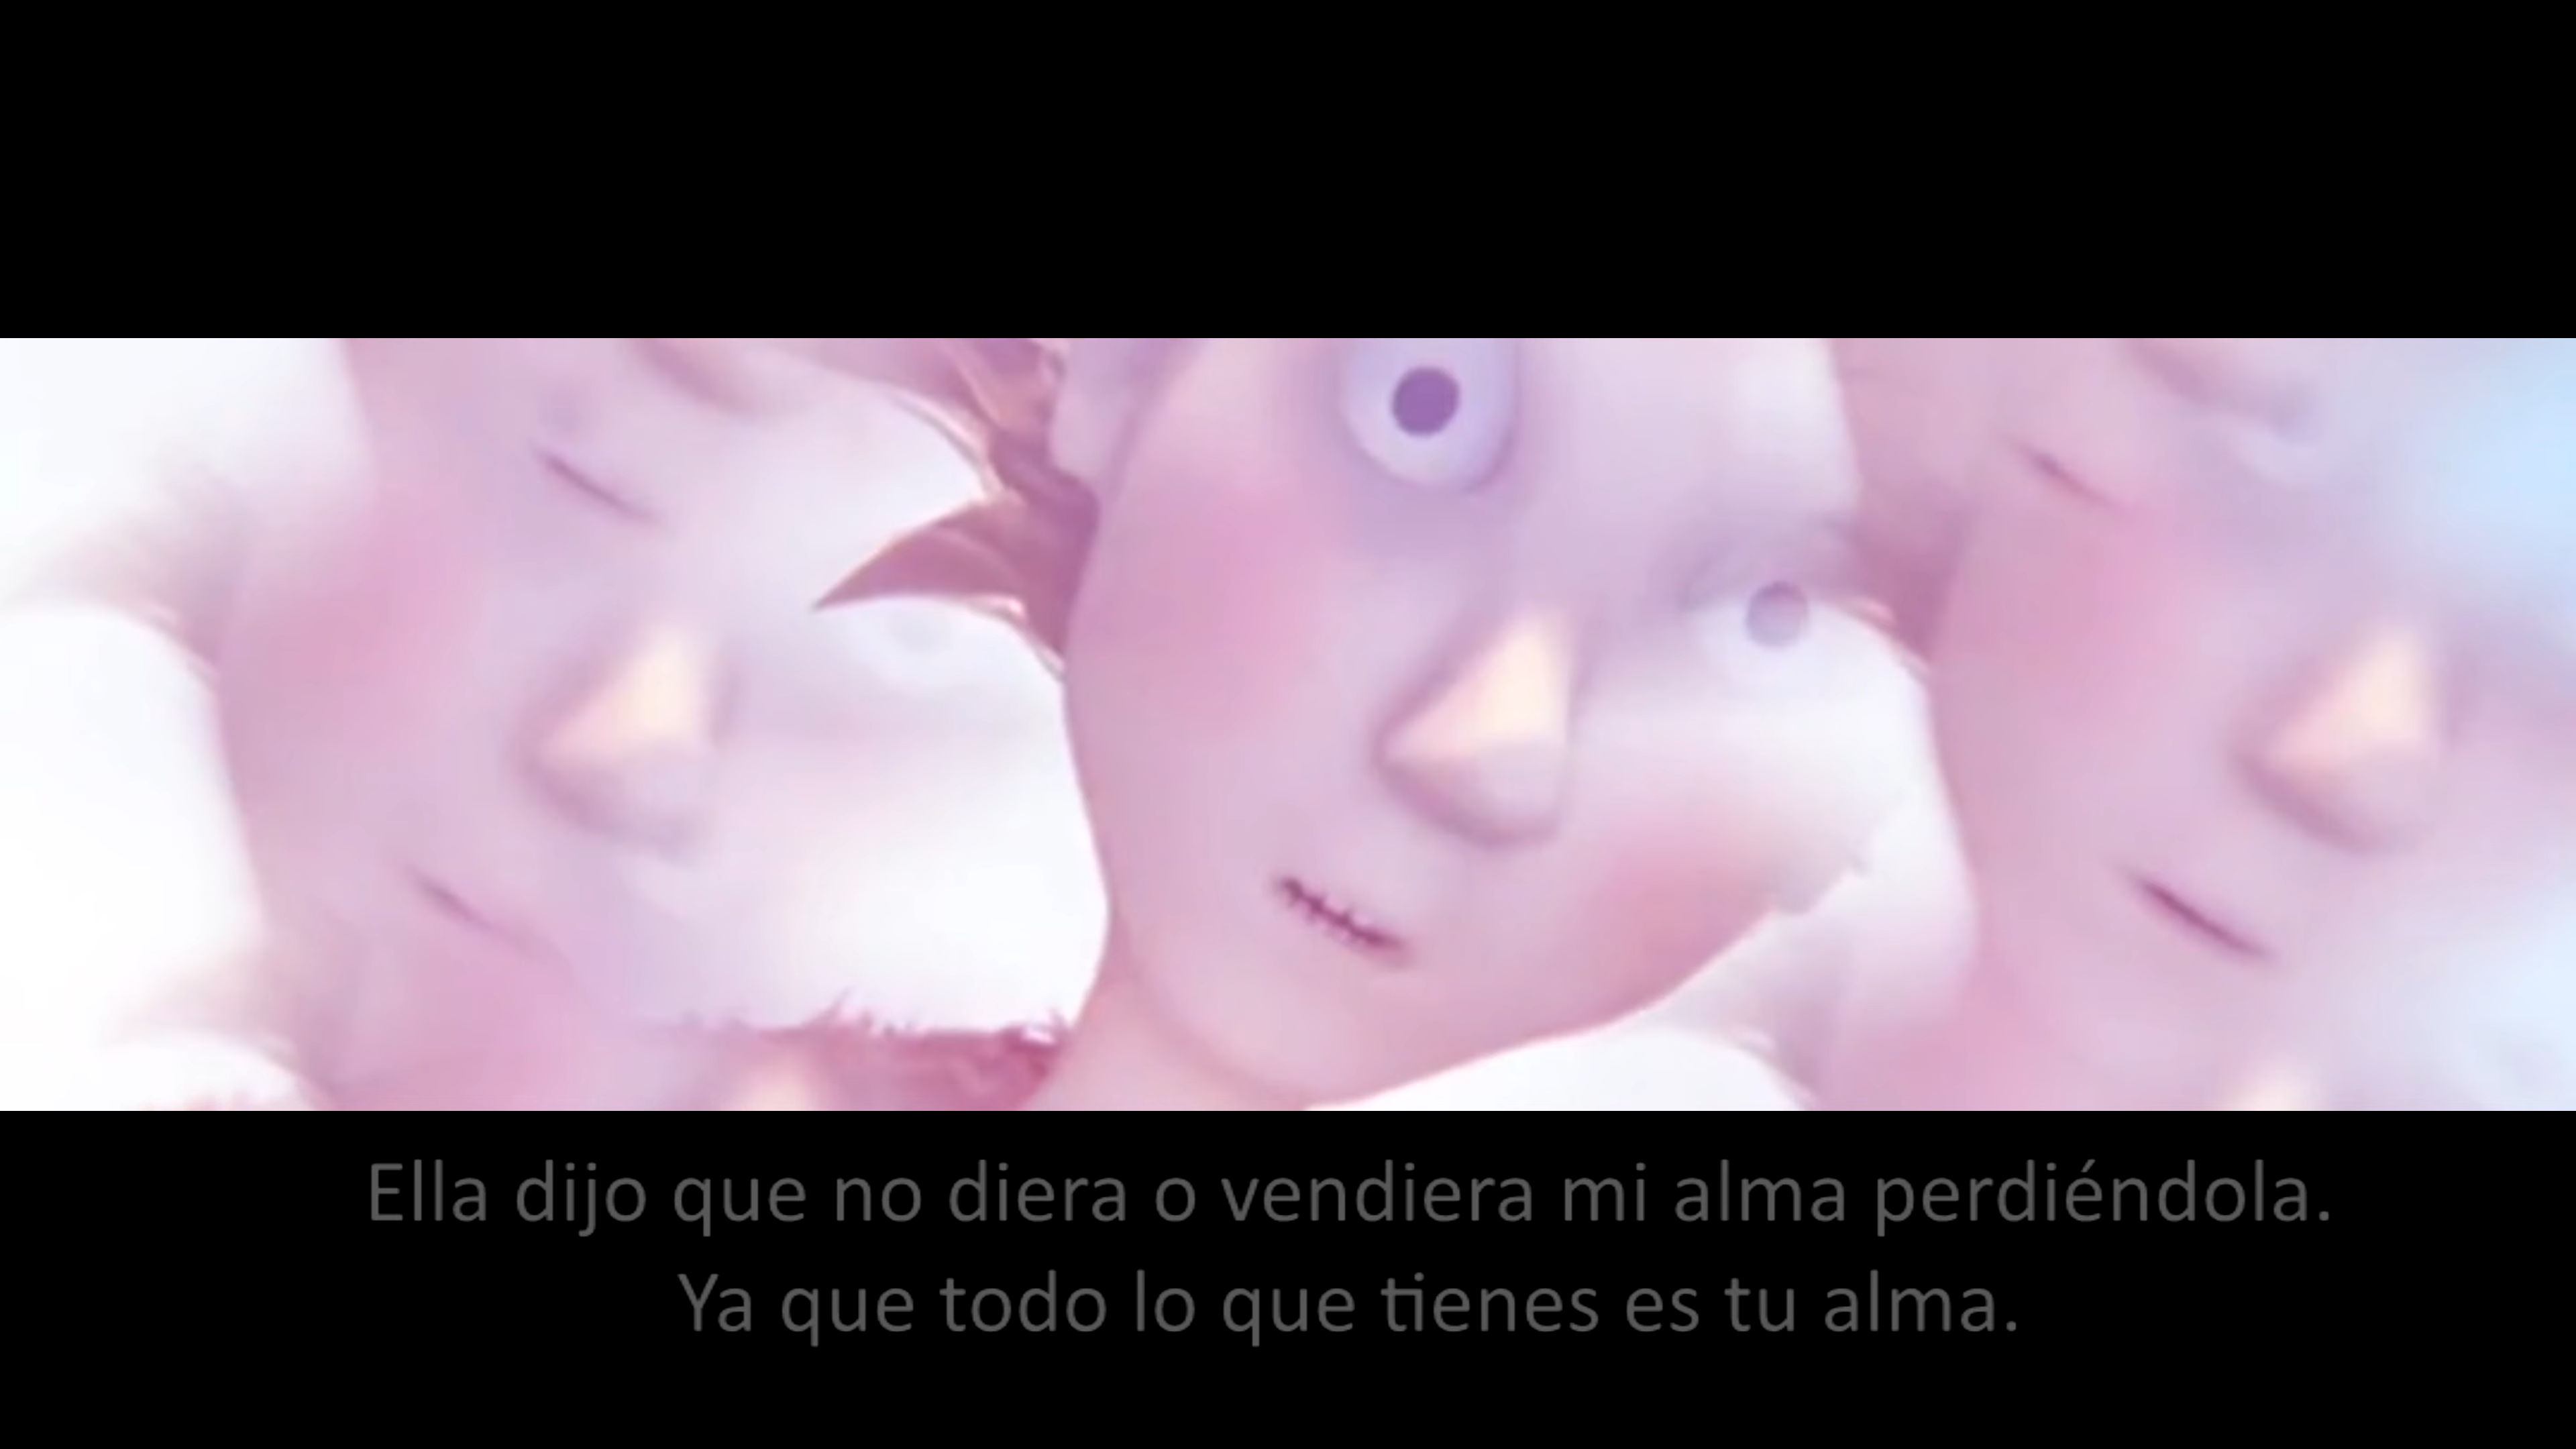 Ella dijo que no diera o vendiera mi alma perdiéndola.
Ya que todo lo que tienes es tu alma.